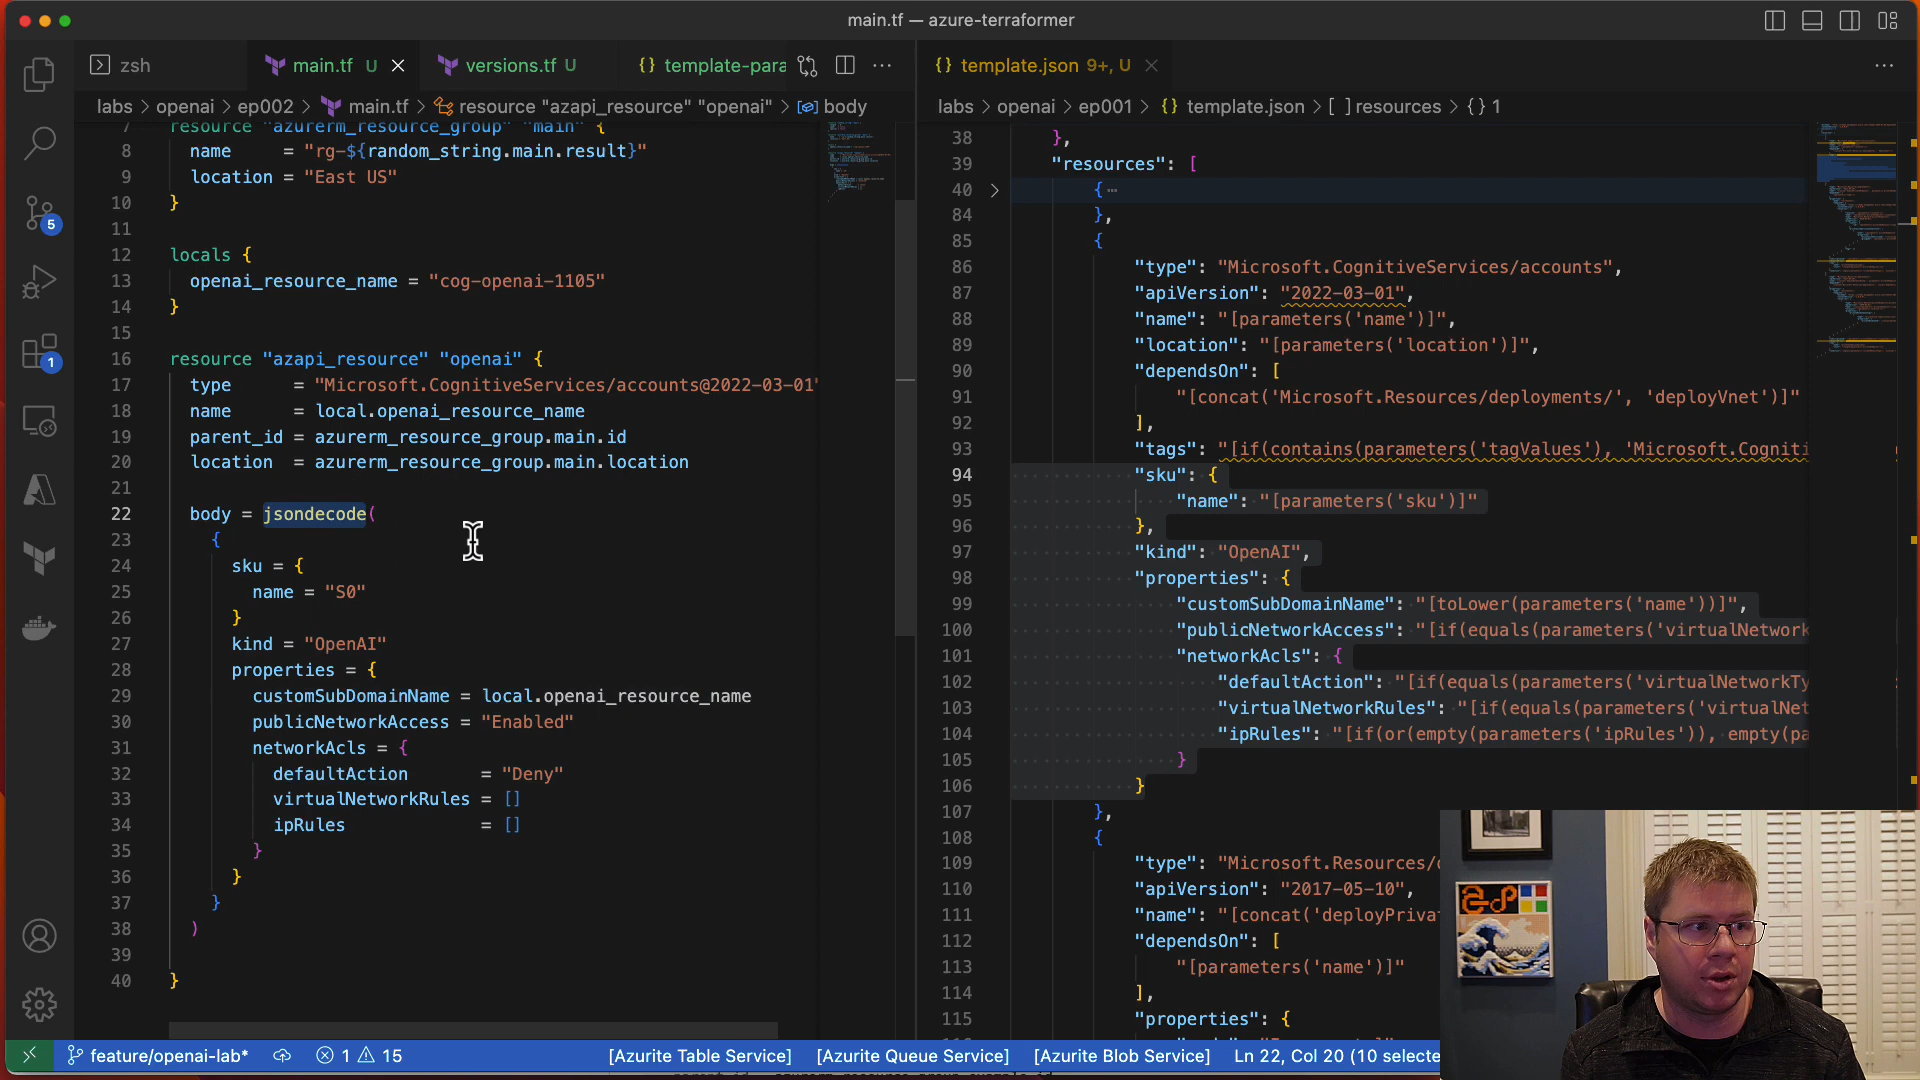 main.tf — azure-terraformer
zsh
main.tf U
versions.tf U
{} template-para
{} template.json 9+, U
labs > openai > ep002 > main.tf > resource "azapi_resource" "openai" > body
labs > openai > ep001 > {} template.json > [ ] resources > {} 1
7 resource "azurerm_resource_group" "main" {
8 name = "rg-${random_string.main.result}"
9 location = "East US"
10 }
11
12 locals {
13 openai_resource_name = "cog-openai-1105"
14 }
15
16 resource "azapi_resource" "openai" {
17 type = "Microsoft.CognitiveServices/accounts@2022-03-01"
18 name = local.openai_resource_name
19 parent_id = azurerm_resource_group.main.id
20 location = azurerm_resource_group.main.location
21
22 body = jsondecode(
23 {
24 sku = {
25 name = "S0"
26 }
27 kind = "OpenAI"
28 properties = {
29 customSubDomainName = local.openai_resource_name
30 publicNetworkAccess = "Enabled"
31 networkAcls = {
32 defaultAction = "Deny"
33 virtualNetworkRules = []
34 ipRules = []
35 }
36 }
37 }
38 )
39
40 }
38 },
39 "resources": [
40 { ⋯
84 },
85 {
86 "type": "Microsoft.CognitiveServices/accounts",
87 "apiVersion": "2022-03-01",
88 "name": "[parameters('name')]",
89 "location": "[parameters('location')]",
90 "dependsOn": [
91 "[concat('Microsoft.Resources/deployments/', 'deployVnet')]"
92 ],
93 "tags": "[if(contains(parameters('tagValues'), 'Microsoft.Cogniti
94 "sku": {
95 "name": "[parameters('sku')]"
96 },
97 "kind": "OpenAI",
98 "properties": {
99 "customSubDomainName": "[toLower(parameters('name'))]",
100 "publicNetworkAccess": "[if(equals(parameters('virtualNetwork
101 "networkAcls": {
102 "defaultAction": "[if(equals(parameters('virtualNetworkTy
103 "virtualNetworkRules": "[if(equals(parameters('virtualNet
104 "ipRules": "[if(or(empty(parameters('ipRules')), empty(pa
105 }
106 }
107 },
108 {
109 "type": "Microsoft.Resources/
110 "apiVersion": "2017-05-10",
111 "name": "[concat('deployPriva
112 "dependsOn": [
113 "[parameters('name')]"
114 ],
115 "properties": {
5
1
feature/openai-lab* 1 15 [Azurite Table Service] [Azurite Queue Service] [Azurite Blob Service] Ln 22, Col 20 (10 selecte